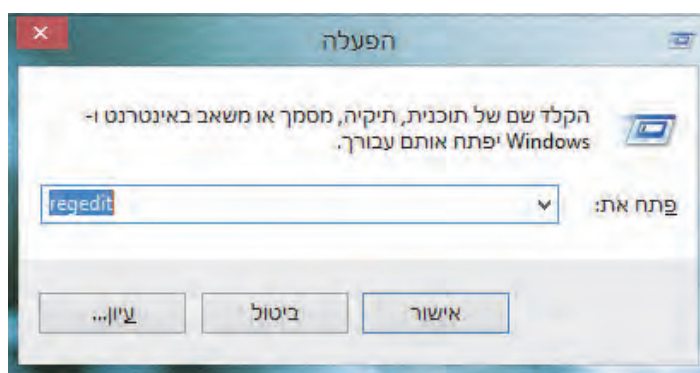 הפעלה
הקלד שם של תוכנית, תיקיה, מסמך או משאב באינטרנט ו-
Windows יפתח אותם עבורך.
פתח את:
regedit
אישור
ביטול
עיון...